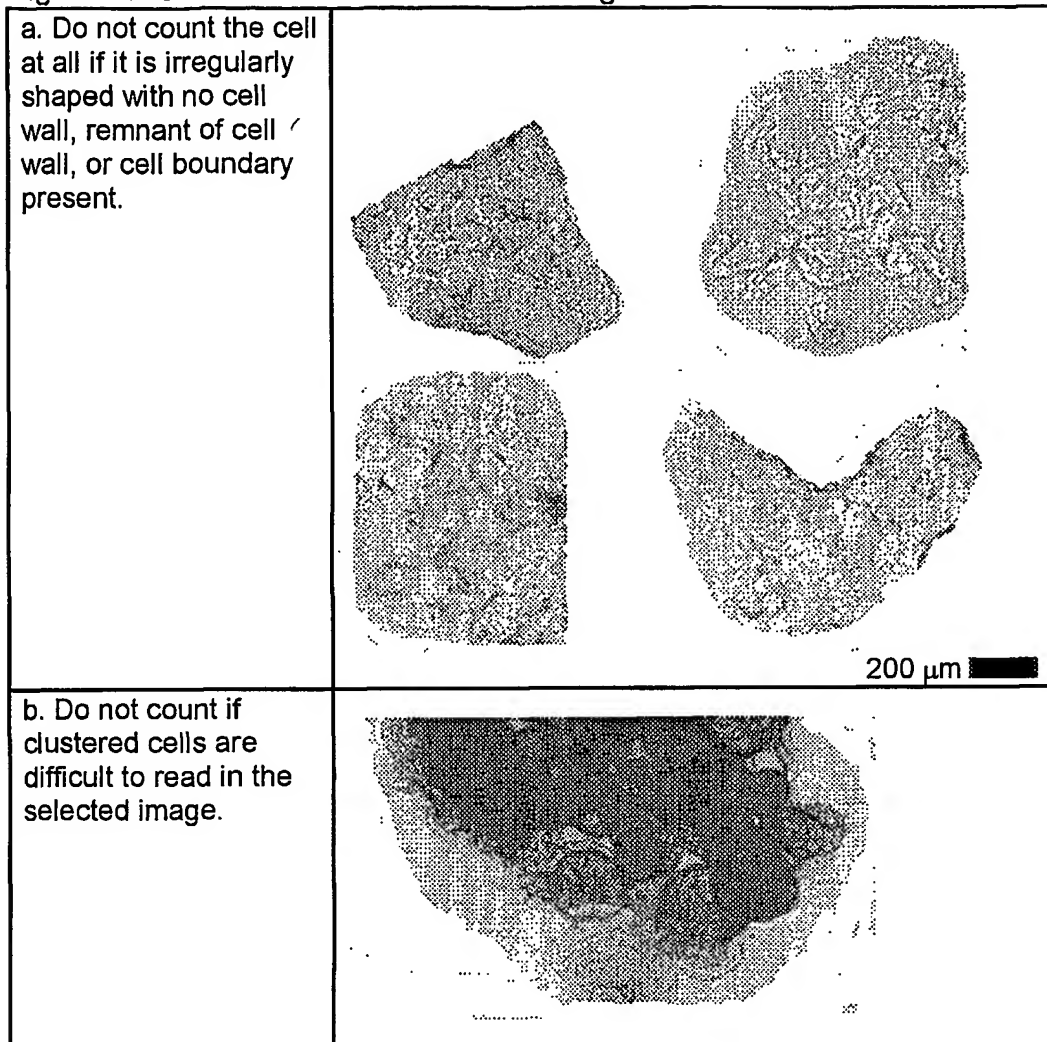 a. Do not count the cell
at all if it is irregularly
shaped with no cell
wall, remnant of cell
wall, or cell boundary
present.
200 μm
b. Do not count if
clustered cells are
difficult to read in the
selected image.